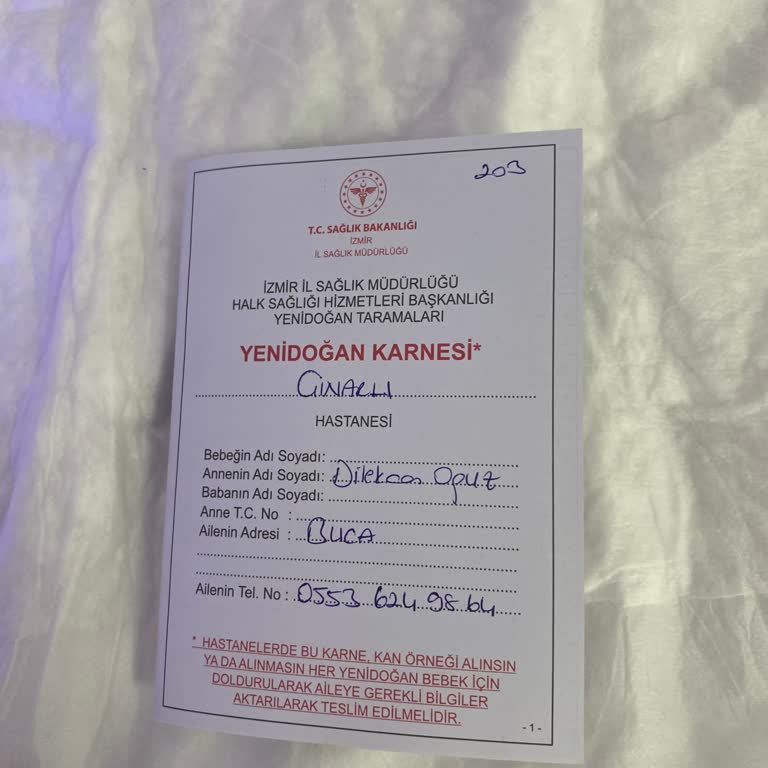 203
T.C. SAĞLIK BAKANLIĞI
İZMİR
İL SAĞLIK MÜDÜRLÜĞÜ
İZMİR İL SAĞLIK MÜDÜRLÜĞÜ
HALK SAĞLIĞI HİZMETLERİ BAŞKANLIĞI
YENİDOĞAN TARAMALARI
YENİDOĞAN KARNESİ*
ÇINARLI
HASTANESİ
Bebeğin Adı Soyadı:
Annenin Adı Soyadı: Dilekcan Oguz
Babanın Adı Soyadı:
Anne T.C. No :
Ailenin Adresi : BUCA
Ailenin Tel. No : 0553 624 98 64
* HASTANELERDE BU KARNE, KAN ÖRNEĞİ ALINSIN
YA DA ALINMASIN HER YENİDOĞAN BEBEK İÇİN
DOLDURULARAK AİLEYE GEREKLİ BİLGİLER
AKTARILARAK TESLİM EDİLMELİDİR.
- 1 -